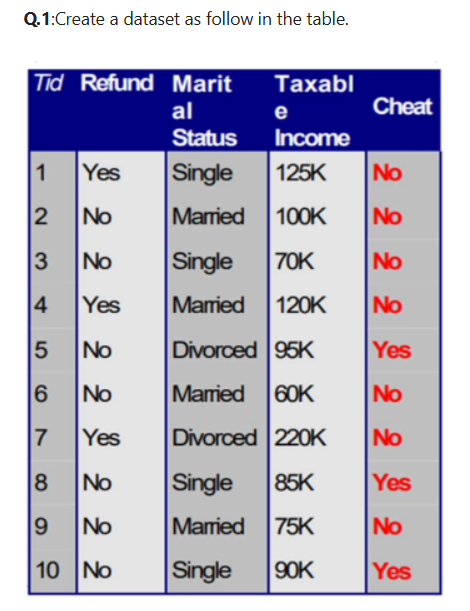 Q.1:Create a dataset as follow in the table.
Tid Refund Marital Status Taxable Income Cheat
1 Yes Single 125K No
2 No Married 100K No
3 No Single 70K No
4 Yes Married 120K No
5 No Divorced 95K Yes
6 No Married 60K No
7 Yes Divorced 220K No
8 No Single 85K Yes
9 No Married 75K No
10 No Single 90K Yes